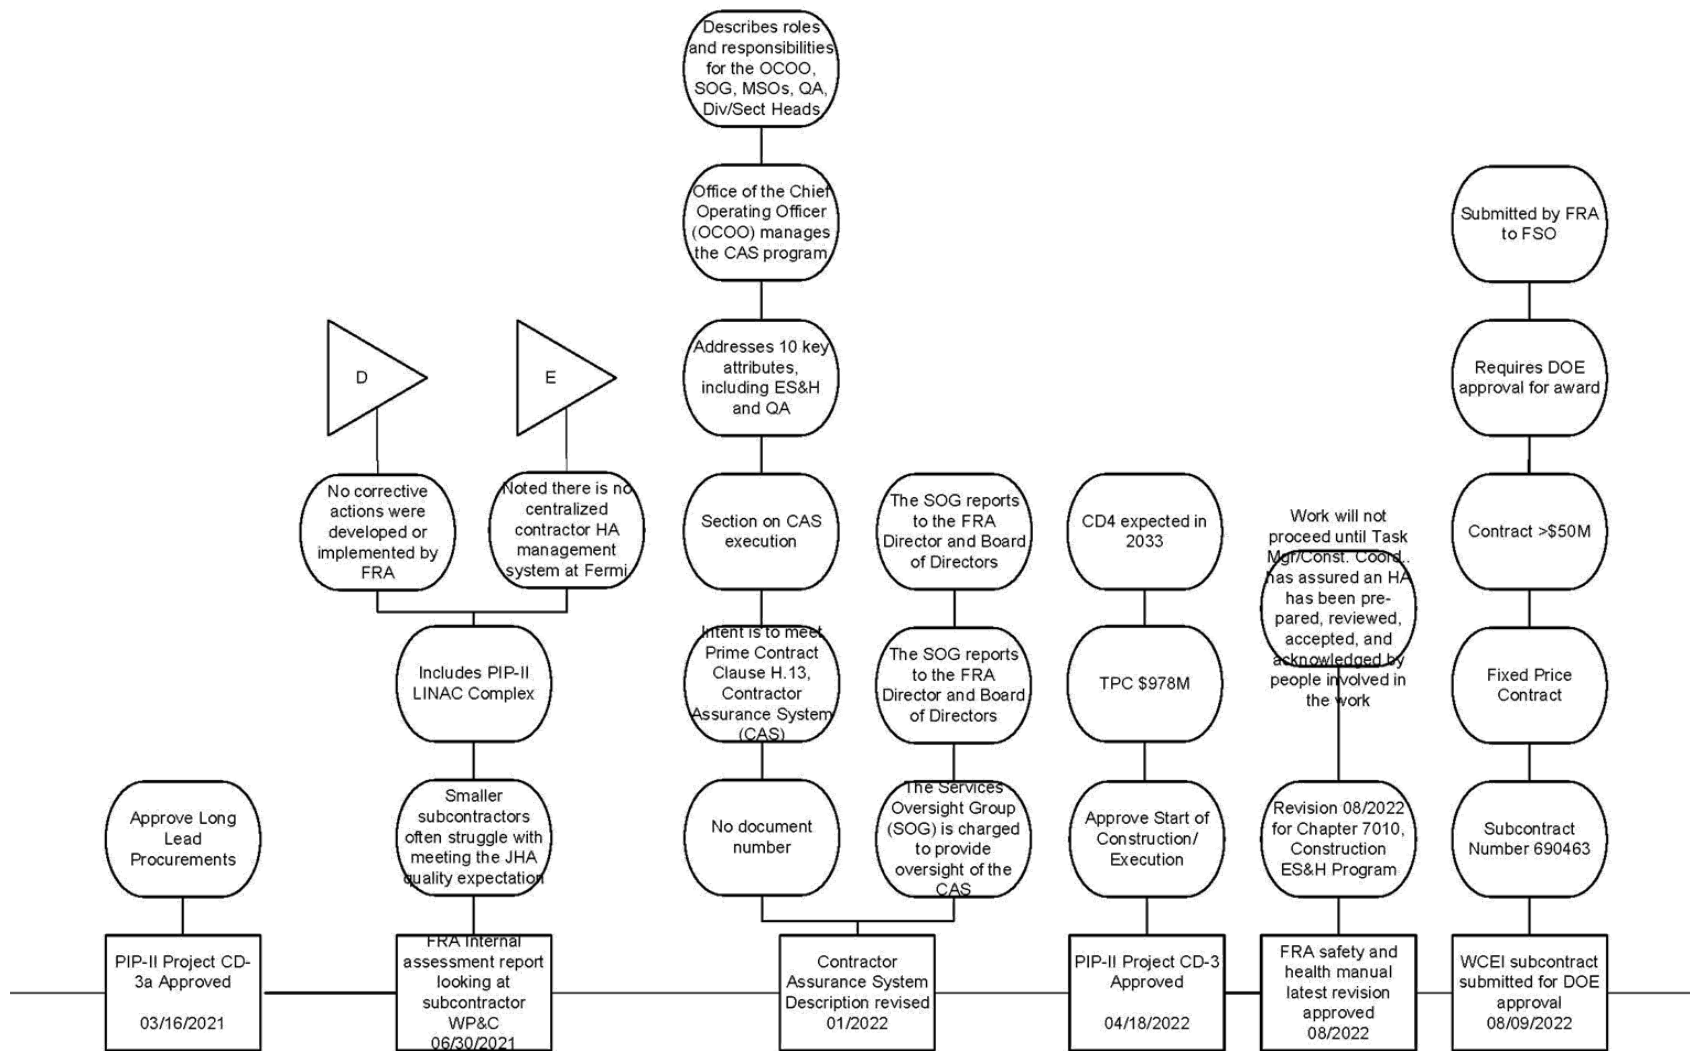 Describes roles
and responsibilities
for the OCOO,
SOG, MSOs, QA,
Div/Sect Heads
Office of the Chief
Operating Officer
(OCOO) manages
the CAS program
Submitted by FRA
to FSO
D
E
Addresses 10 key
attributes,
including ES&H
and QA
Requires DOE
approval for award
No corrective
actions were
developed or
implemented by
FRA
Noted there is no
centralized
contractor HA
management
system at Fermi
Section on CAS
execution
The SOG reports
to the FRA
Director and Board
of Directors
CD4 expected in
2033
Work will not
proceed until Task
Mgr/Const. Coord..
has assured an HA
has been pre-
pared, reviewed,
accepted, and
acknowledged by
people involved in
the work
Contract >$50M
Includes PIP-II
LINAC Complex
Intent is to meet
Prime Contract
Clause H.13,
Contractor
Assurance System
(CAS)
The SOG reports
to the FRA
Director and Board
of Directors
TPC $978M
Fixed Price
Contract
Approve Long
Lead
Procurements
Smaller
subcontractors
often struggle with
meeting the JHA
quality expectation
No document
number
The Services
Oversight Group
(SOG) is charged
to provide
oversight of the
CAS
Approve Start of
Construction/
Execution
Revision 08/2022
for Chapter 7010,
Construction
ES&H Program
Subcontract
Number 690463
PIP-II Project CD-
3a Approved
03/16/2021
FRA Internal
assessment report
looking at
subcontractor
WP&C
06/30/2021
Contractor
Assurance System
Description revised
01/2022
PIP-II Project CD-3
Approved
04/18/2022
FRA safety and
health manual
latest revision
approved
08/2022
WCEI subcontract
submitted for DOE
approval
08/09/2022